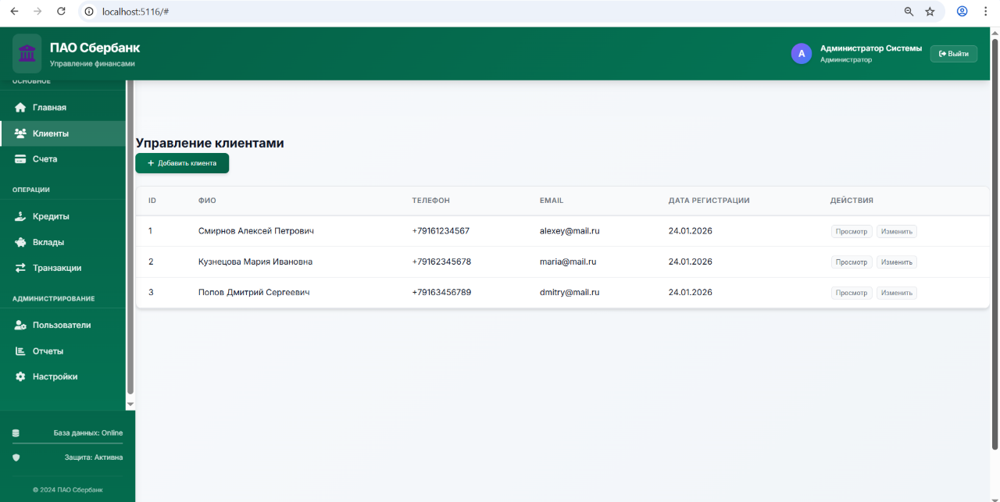 localhost:5116/#
ПАО Сбербанк
Управление финансами
А
Администратор Системы
Администратор
Выйти
ОСНОВНОЕ
Главная
Клиенты
Счета
ОПЕРАЦИИ
Кредиты
Вклады
Транзакции
АДМИНИСТРИРОВАНИЕ
Пользователи
Отчеты
Настройки
База данных: Online
Защита: Активна
© 2024 ПАО Сбербанк
Управление клиентами
+ Добавить клиента
ID ФИО ТЕЛЕФОН EMAIL ДАТА РЕГИСТРАЦИИ ДЕЙСТВИЯ
1 Смирнов Алексей Петрович +79161234567 alexey@mail.ru 24.01.2026 Просмотр Изменить
2 Кузнецова Мария Ивановна +79162345678 maria@mail.ru 24.01.2026 Просмотр Изменить
3 Попов Дмитрий Сергеевич +79163456789 dmitry@mail.ru 24.01.2026 Просмотр Изменить